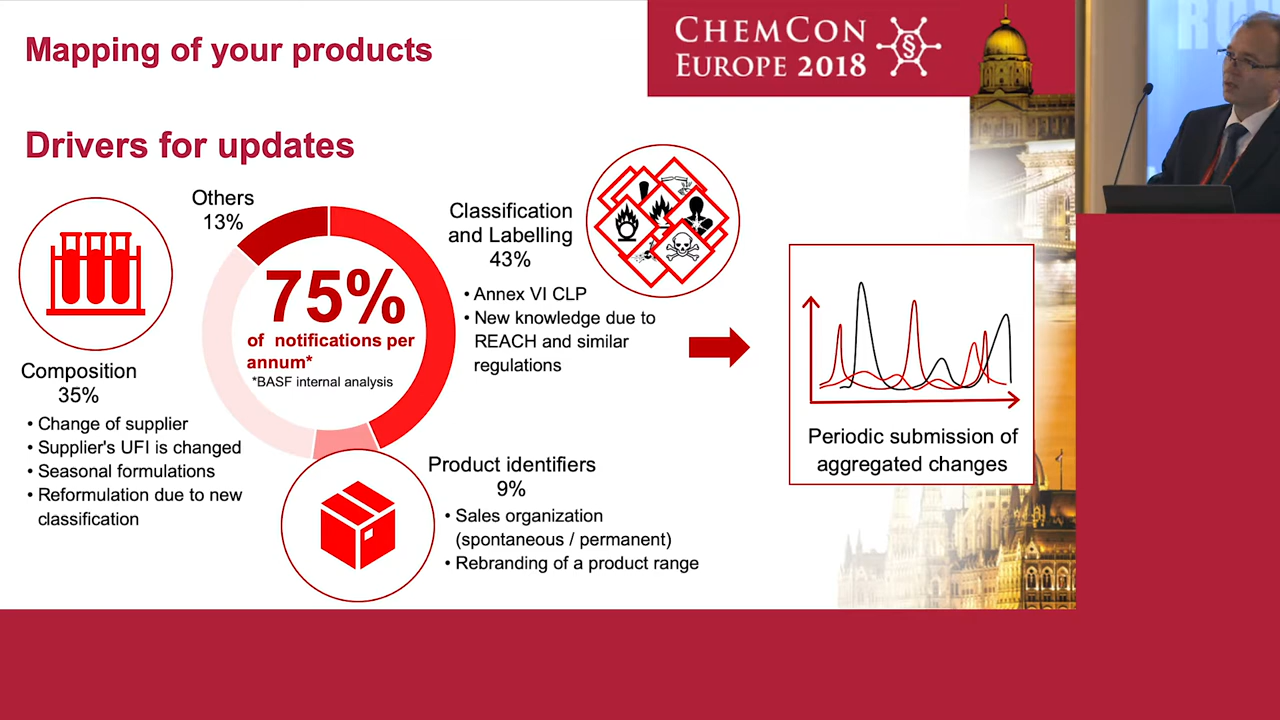 Mapping of your products
CHEMCON
EUROPE 2018
§
Drivers for updates
Others
13%
Classification
and Labelling
43%
• Annex VI CLP
• New knowledge due to
REACH and similar
regulations
75%
of notifications per
annum*
*BASF internal analysis
Composition
35%
• Change of supplier
• Supplier's UFI is changed
• Seasonal formulations
• Reformulation due to new
classification
Product identifiers
9%
• Sales organization
(spontaneous / permanent)
• Rebranding of a product range
Periodic submission of
aggregated changes